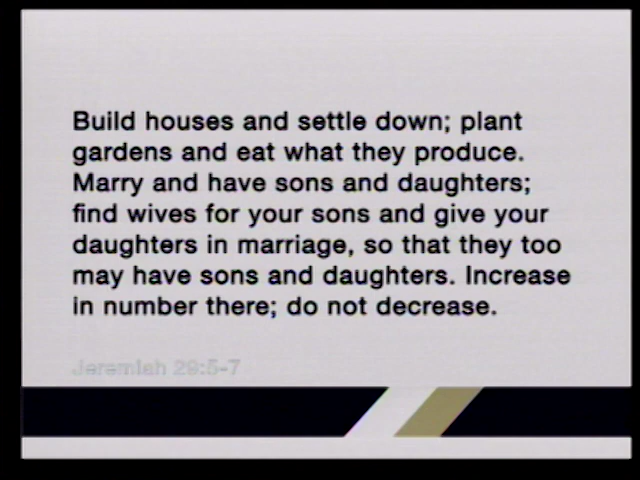 Build houses and settle down; plant
gardens and eat what they produce.
Marry and have sons and daughters;
find wives for your sons and give your
daughters in marriage, so that they too
may have sons and daughters. Increase
in number there; do not decrease.
Jeremiah 29:5-7